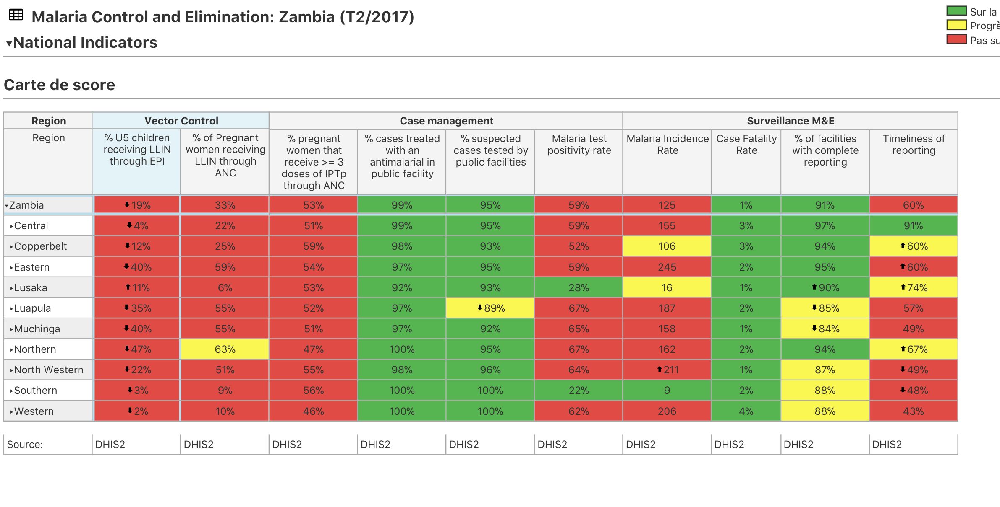 Malaria Control and Elimination: Zambia (T2/2017)
Sur la
Progrè
Pas su
▾National Indicators
Carte de score
Region Vector Control Case management Surveillance M&E
Region
% U5 children
receiving LLIN
through EPI
% of Pregnant
women receiving
LLIN through
ANC
% pregnant
women that
receive >= 3
doses of IPTp
through ANC
% cases treated
with an
antimalarial in
public facility
% suspected
cases tested by
public facilities
Malaria test
positivity rate
Malaria Incidence
Rate
Case Fatality
Rate
% of facilities
with complete
reporting
Timeliness of
reporting
▾Zambia ⬇19% 33% 53% 99% 95% 59% 125 1% 91% 60%
▸Central ⬇4% 22% 51% 99% 95% 59% 155 3% 97% 91%
▸Copperbelt ⬇12% 25% 59% 98% 93% 52% 106 3% 94% ⬆60%
▸Eastern ⬇40% 59% 54% 97% 95% 59% 245 2% 95% ⬆60%
▸Lusaka ⬆11% 6% 53% 92% 93% 28% 16 1% ⬆90% ⬆74%
▸Luapula ⬇35% 55% 52% 97% ⬇89% 67% 187 2% ⬇85% 57%
▸Muchinga ⬇40% 55% 51% 97% 92% 65% 158 1% ⬇84% 49%
▸Northern ⬇47% 63% 47% 100% 95% 67% 162 2% 94% ⬆67%
▸North Western ⬇22% 51% 55% 98% 96% 64% ⬆211 1% 87% ⬇49%
▸Southern ⬇3% 9% 56% 100% 100% 22% 9 2% 88% ⬇48%
▸Western ⬇2% 10% 46% 100% 100% 62% 206 4% 88% 43%
Source: DHIS2 DHIS2 DHIS2 DHIS2 DHIS2 DHIS2 DHIS2 DHIS2 DHIS2 DHIS2